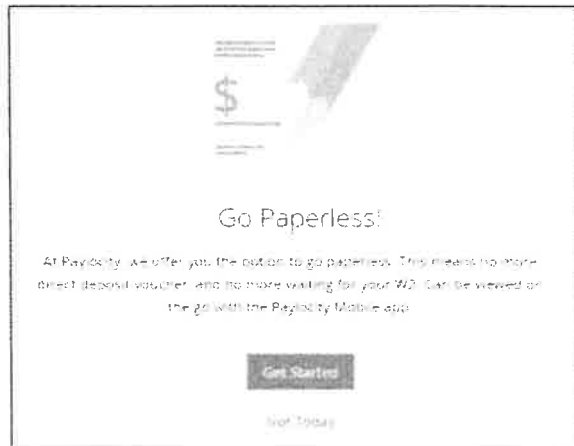 $
Go Paperless!
At Paylocity, we offer you the option to go paperless. This means no more
direct deposit voucher, and no more waiting for your W2. Can be viewed on
the go with the Paylocity Mobile app.
Get Started
Not Today